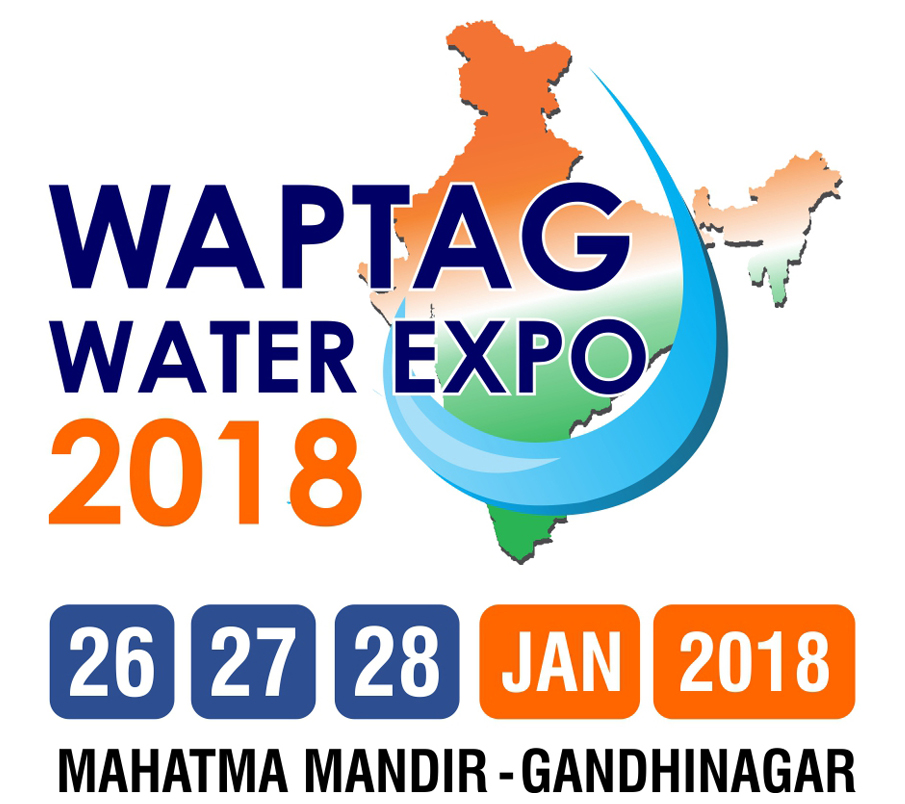 WAPTAG
WATER EXPO
2018
26 27 28 JAN 2018
MAHATMA MANDIR - GANDHINAGAR